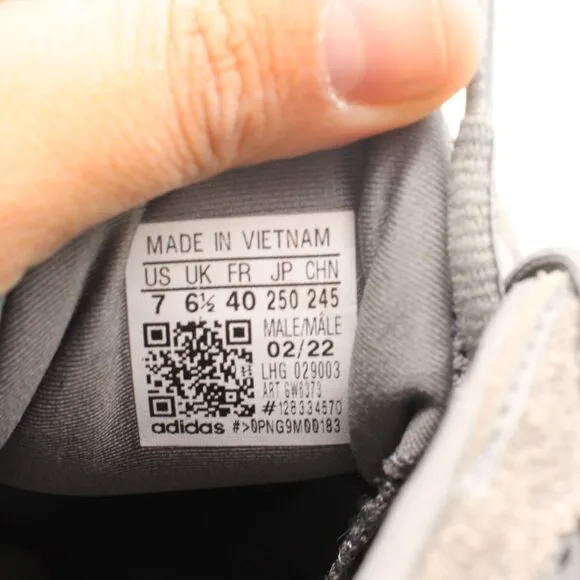 MADE IN VIETNAM
US UK FR JP CHN
7 6½ 40 250 245
MALE/MÂLE
02/22
LHG 029003
ART GW6373
#128334570
adidas #>0PNG9M00183